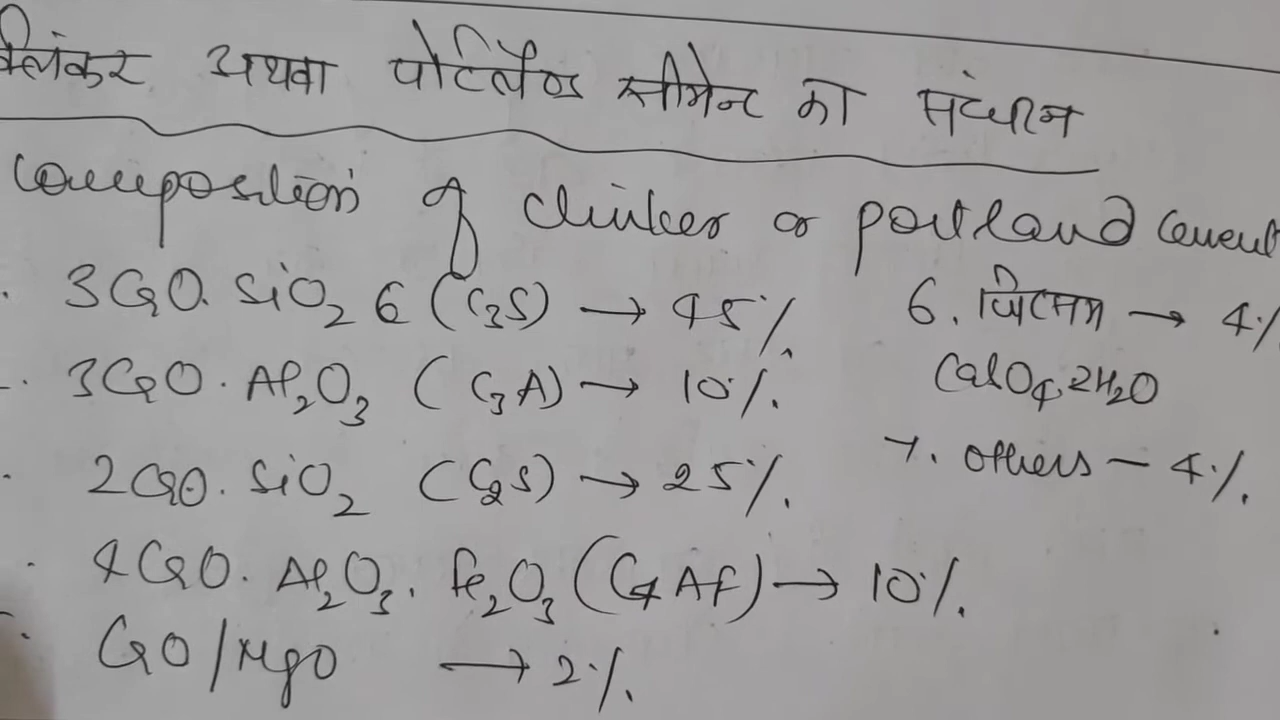 क्लिंकर अथवा पोर्टलैण्ड सीमेन्ट का संघटन
Composition of clinker or portland cement
3CaO.SiO₂ (C₃S) → 45%.
3CaO.Al₂O₃ (C₃A) → 10%.
2CaO.SiO₂ (C₂S) → 25%.
4CaO.Al₂O₃.Fe₂O₃ (C₄AF) → 10%.
CaO/MgO → 2%.
6. जिप्सम → 4%
CaSO₄.2H₂O
7. others – 4%.